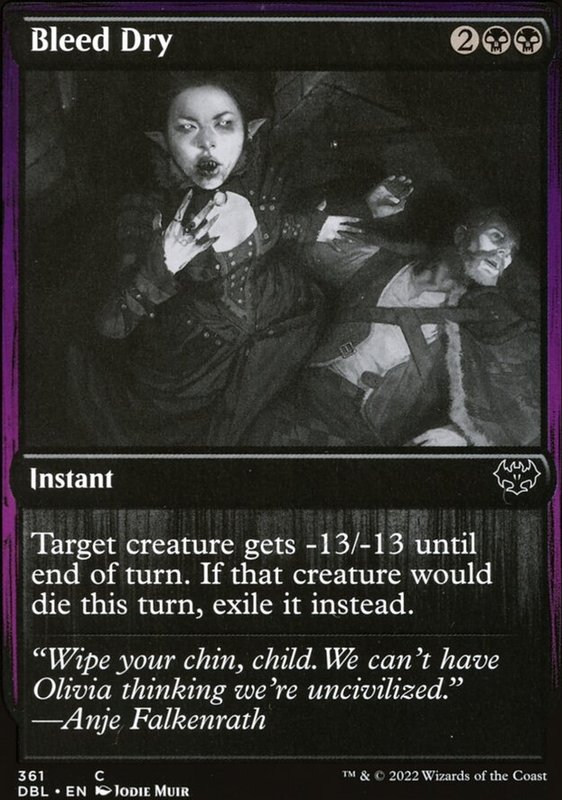 Bleed Dry
2
Instant
Target creature gets -13/-13 until
end of turn. If that creature would
die this turn, exile it instead.
“Wipe your chin, child. We can’t have
Olivia thinking we’re uncivilized.”
—Anje Falkenrath
361 C
DBL • EN Jodie Muir
™ & © 2022 Wizards of the Coast